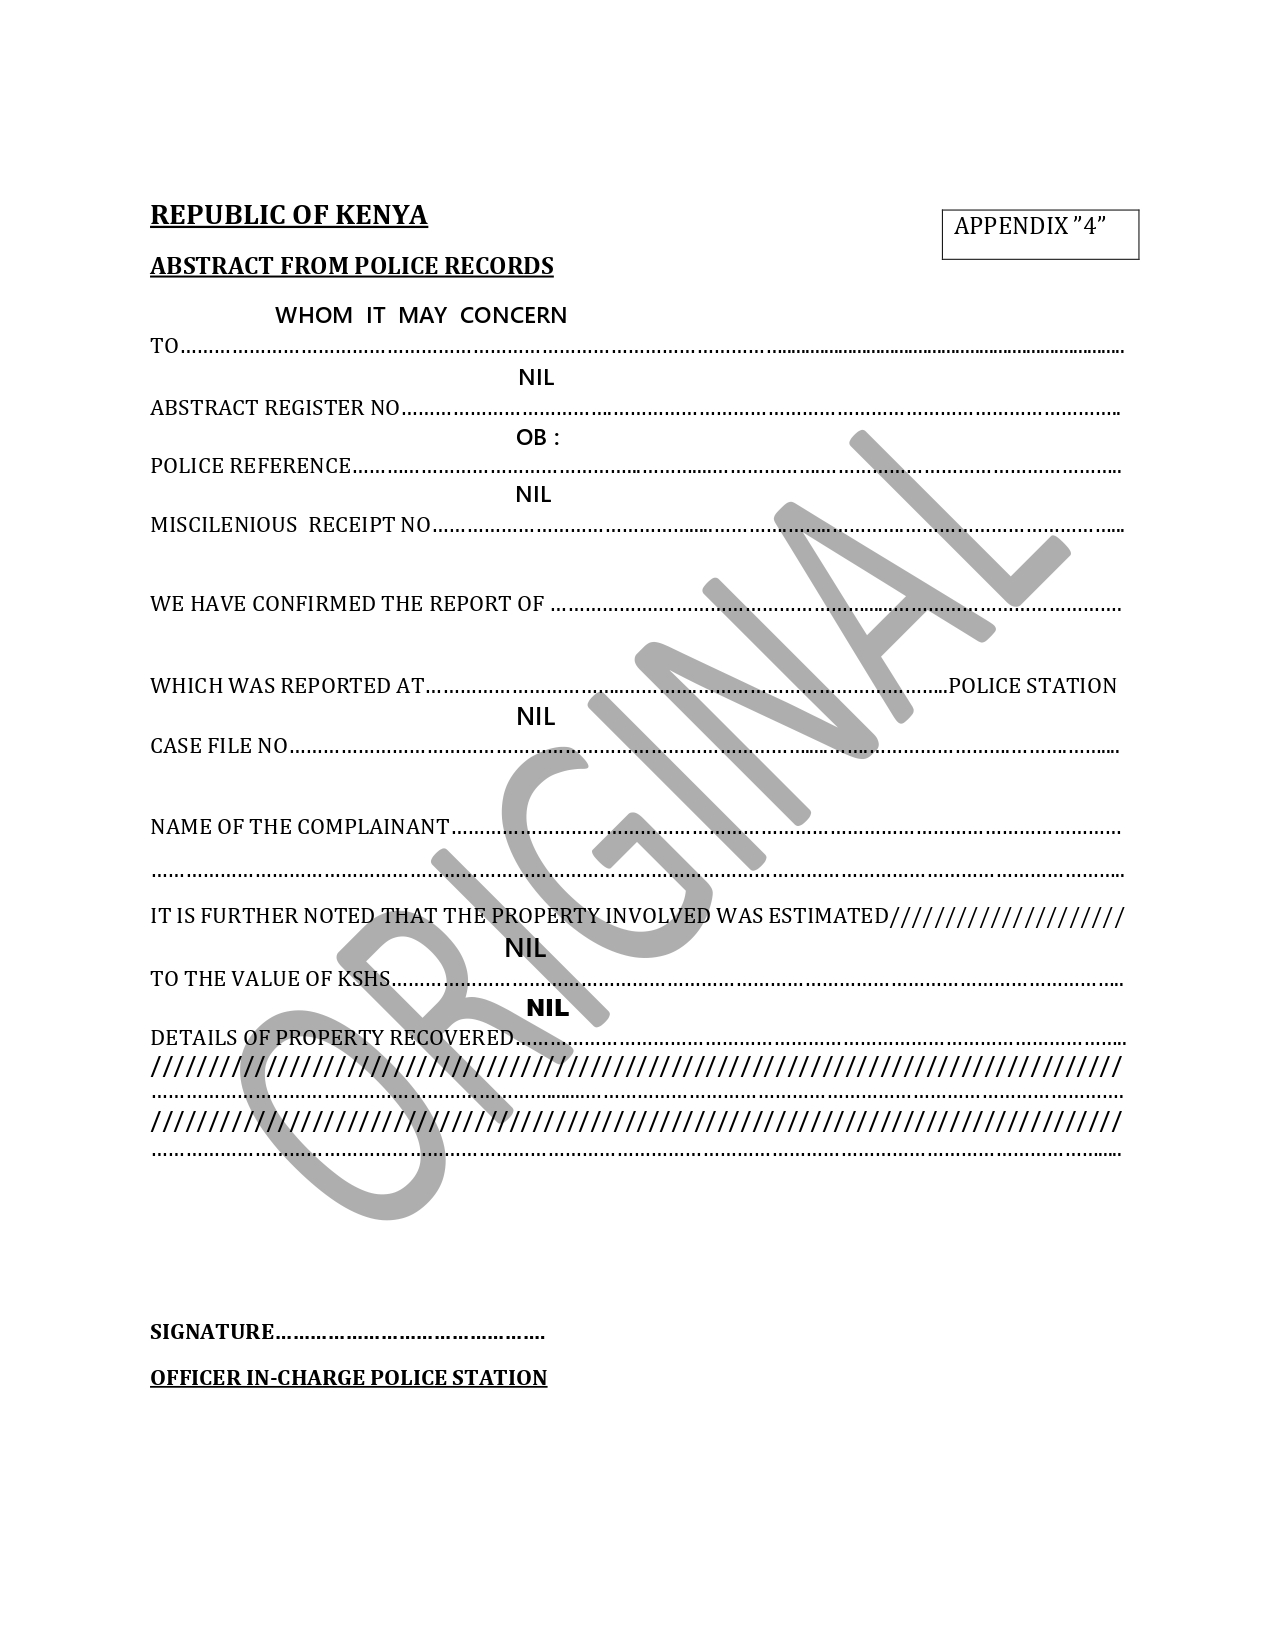 REPUBLIC OF KENYA
APPENDIX ”4”
ABSTRACT FROM POLICE RECORDS
WHOM IT MAY CONCERN
TO……………………………………………………………………………………………………………………
NIL
ABSTRACT REGISTER NO……………………………………………………………………………………………
OB :
POLICE REFERENCE…………………………………………………………………………………………………
NIL
MISCILENIOUS RECEIPT NO…………………………………………………………………………………………
WE HAVE CONFIRMED THE REPORT OF ……………………………………………………………………………
WHICH WAS REPORTED AT……………………………………………………………………POLICE STATION
NIL
CASE FILE NO…………………………………………………………………………………………………………
NAME OF THE COMPLAINANT………………………………………………………………………………………
……………………………………………………………………………………………………………………………
IT IS FURTHER NOTED THAT THE PROPERTY INVOLVED WAS ESTIMATED/////////////////////
NIL
TO THE VALUE OF KSHS………………………………………………………………………………………………
NIL
DETAILS OF PROPERTY RECOVERED………………………………………………………………………………
////////////////////////////////////////////////////////////////////////////////////
……………………………………………………………………………………………………………………………
////////////////////////////////////////////////////////////////////////////////////
……………………………………………………………………………………………………………………………
ORIGINAL
SIGNATURE……………………………………….
OFFICER IN-CHARGE POLICE STATION